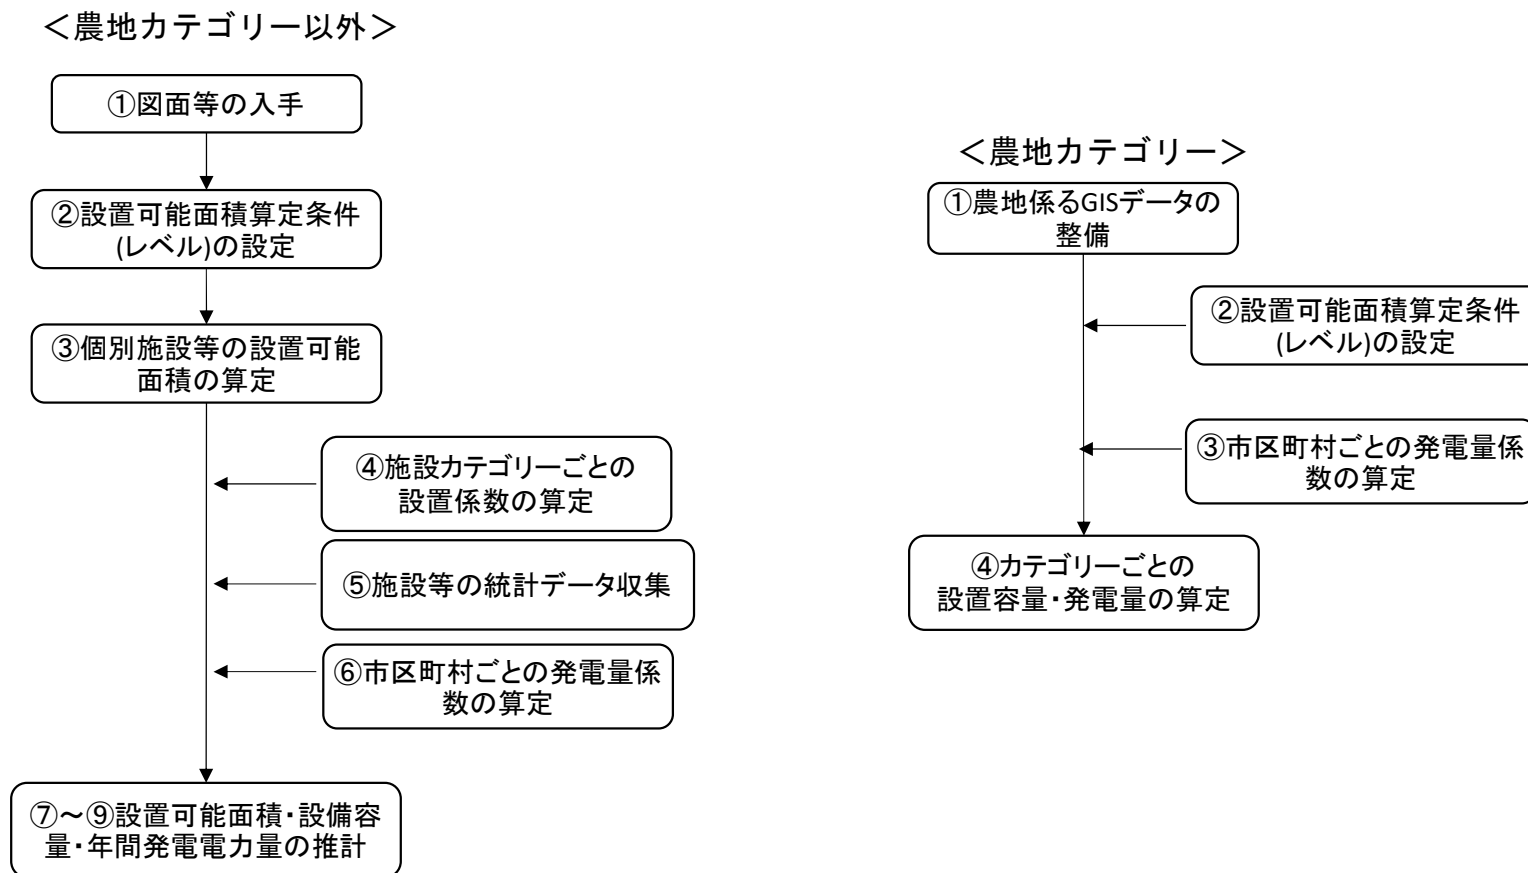 ＜農地カテゴリー以外＞
①図面等の入手
②設置可能面積算定条件
(レベル)の設定
③個別施設等の設置可能
面積の算定
④施設カテゴリーごとの
設置係数の算定
⑤施設等の統計データ収集
⑥市区町村ごとの発電量係
数の算定
⑦～⑨設置可能面積・設備容
量・年間発電電力量の推計
＜農地カテゴリー＞
①農地係るGISデータの
整備
②設置可能面積算定条件
(レベル)の設定
③市区町村ごとの発電量係
数の算定
④カテゴリーごとの
設置容量・発電量の算定